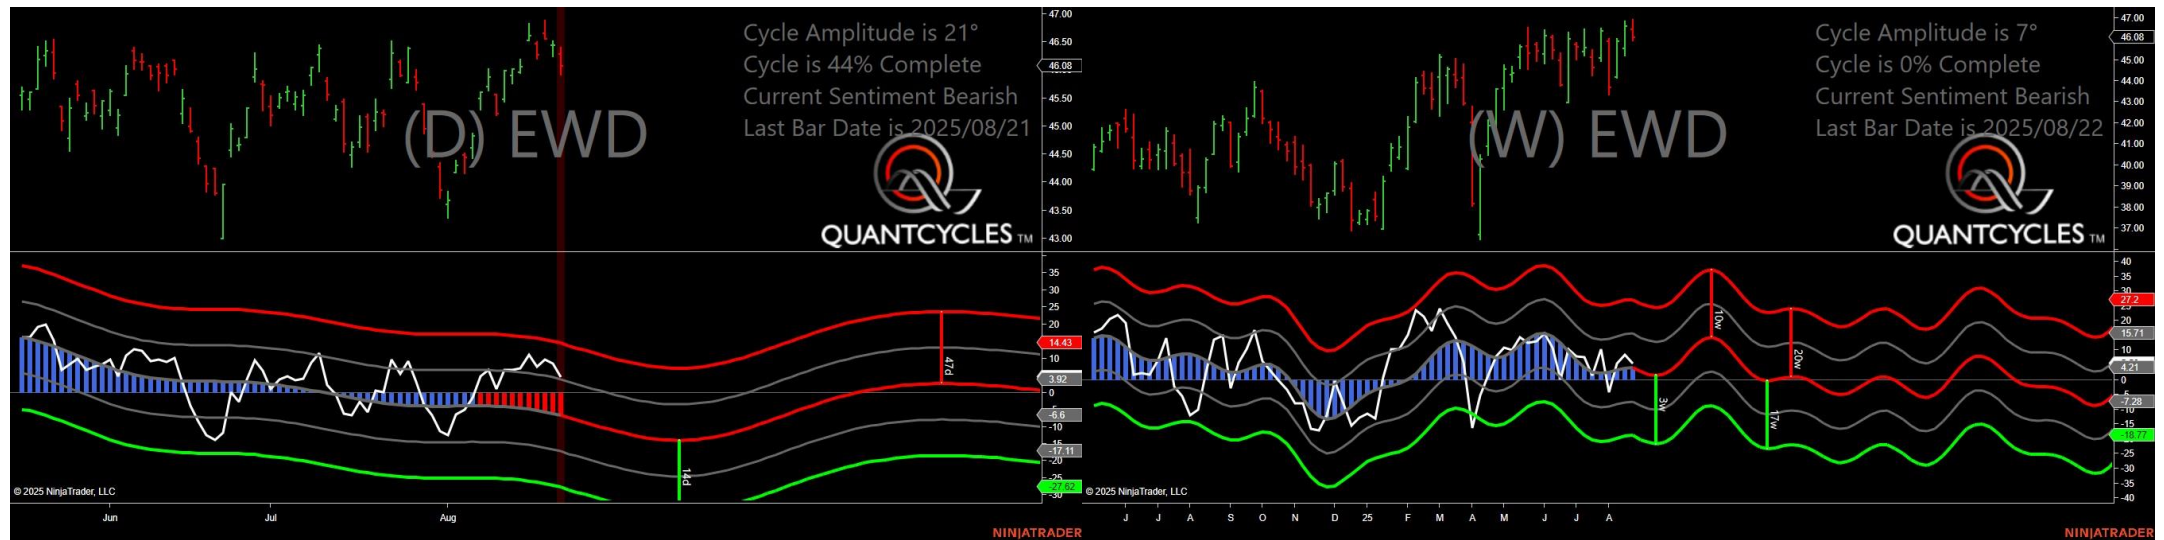 Cycle Amplitude is 21°
Cycle is 44% Complete
Current Sentiment Bearish
Last Bar Date is 2025/08/21
(D) EWD
QUANTCYCLES TM
47.00
46.50
46.08
45.50
45.00
44.50
44.00
43.50
43.00
35
30
25
20
14.43
10
3.92
0
-6.6
-10
-17.11
-20
-25
-27.62
-30
47d
14d
© 2025 NinjaTrader, LLC
Jun Jul Aug
NINJATRADER
Cycle Amplitude is 7°
Cycle is 0% Complete
Current Sentiment Bearish
Last Bar Date is 2025/08/22
(W) EWD
QUANTCYCLES TM
47.00
46.08
45.00
44.00
43.00
42.00
41.00
40.00
39.00
38.00
37.00
40
35
30
27.2
20
15.71
10
4.21
0
-7.28
-10
-15
-18.77
-25
-30
-35
-40
10w
20w
3w
17w
© 2025 NinjaTrader, LLC
J J A S O N D 25 F M A M J J A
NINJATRADER